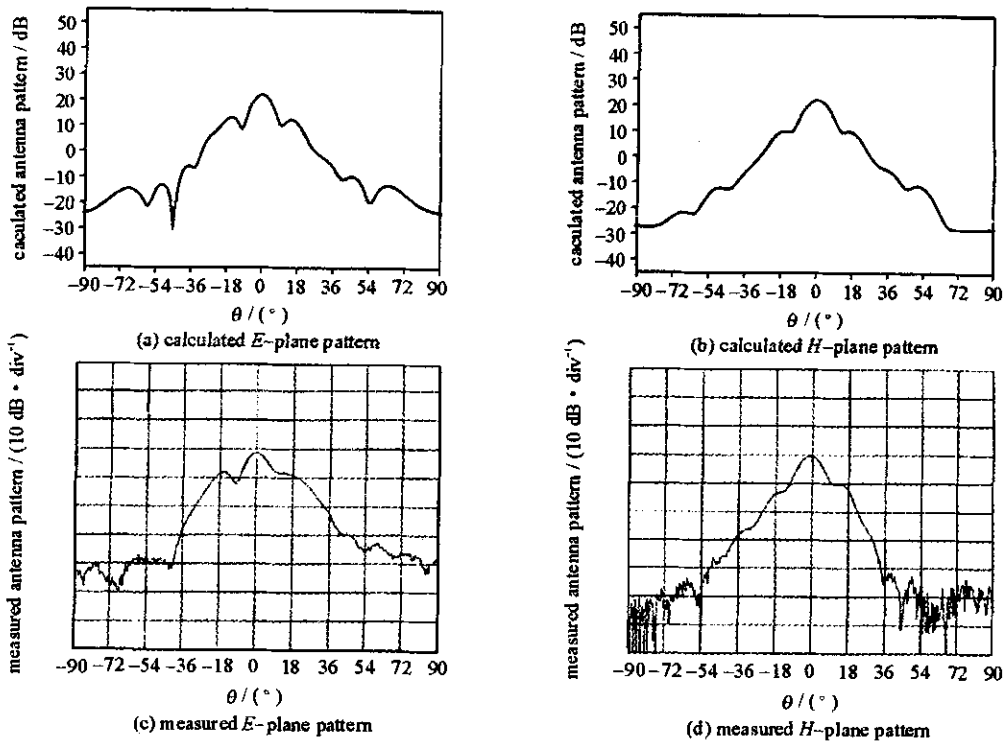 caculated antenna pattern / dB
50
40
30
20
10
0
−10
−20
−30
−40
−90 −72 −54 −36 −18 0 18 36 54 72 90
θ / (°)
(a) calculated E−plane pattern
caculated antenna pattern / dB
50
40
30
20
10
0
−10
−20
−30
−40
−90 −72 −54 −36 −18 0 18 36 54 72 90
θ / (°)
(b) calculated H−plane pattern
measured antenna pattern / (10 dB • div⁻¹)
−90 −72 −54 −36 −18 0 18 36 54 72 90
θ / (°)
(c) measured E−plane pattern
measured antenna pattern / (10 dB • div⁻¹)
−90 −72 −54 −36 −18 0 18 36 54 72 90
θ / (°)
(d) measured H−plane pattern